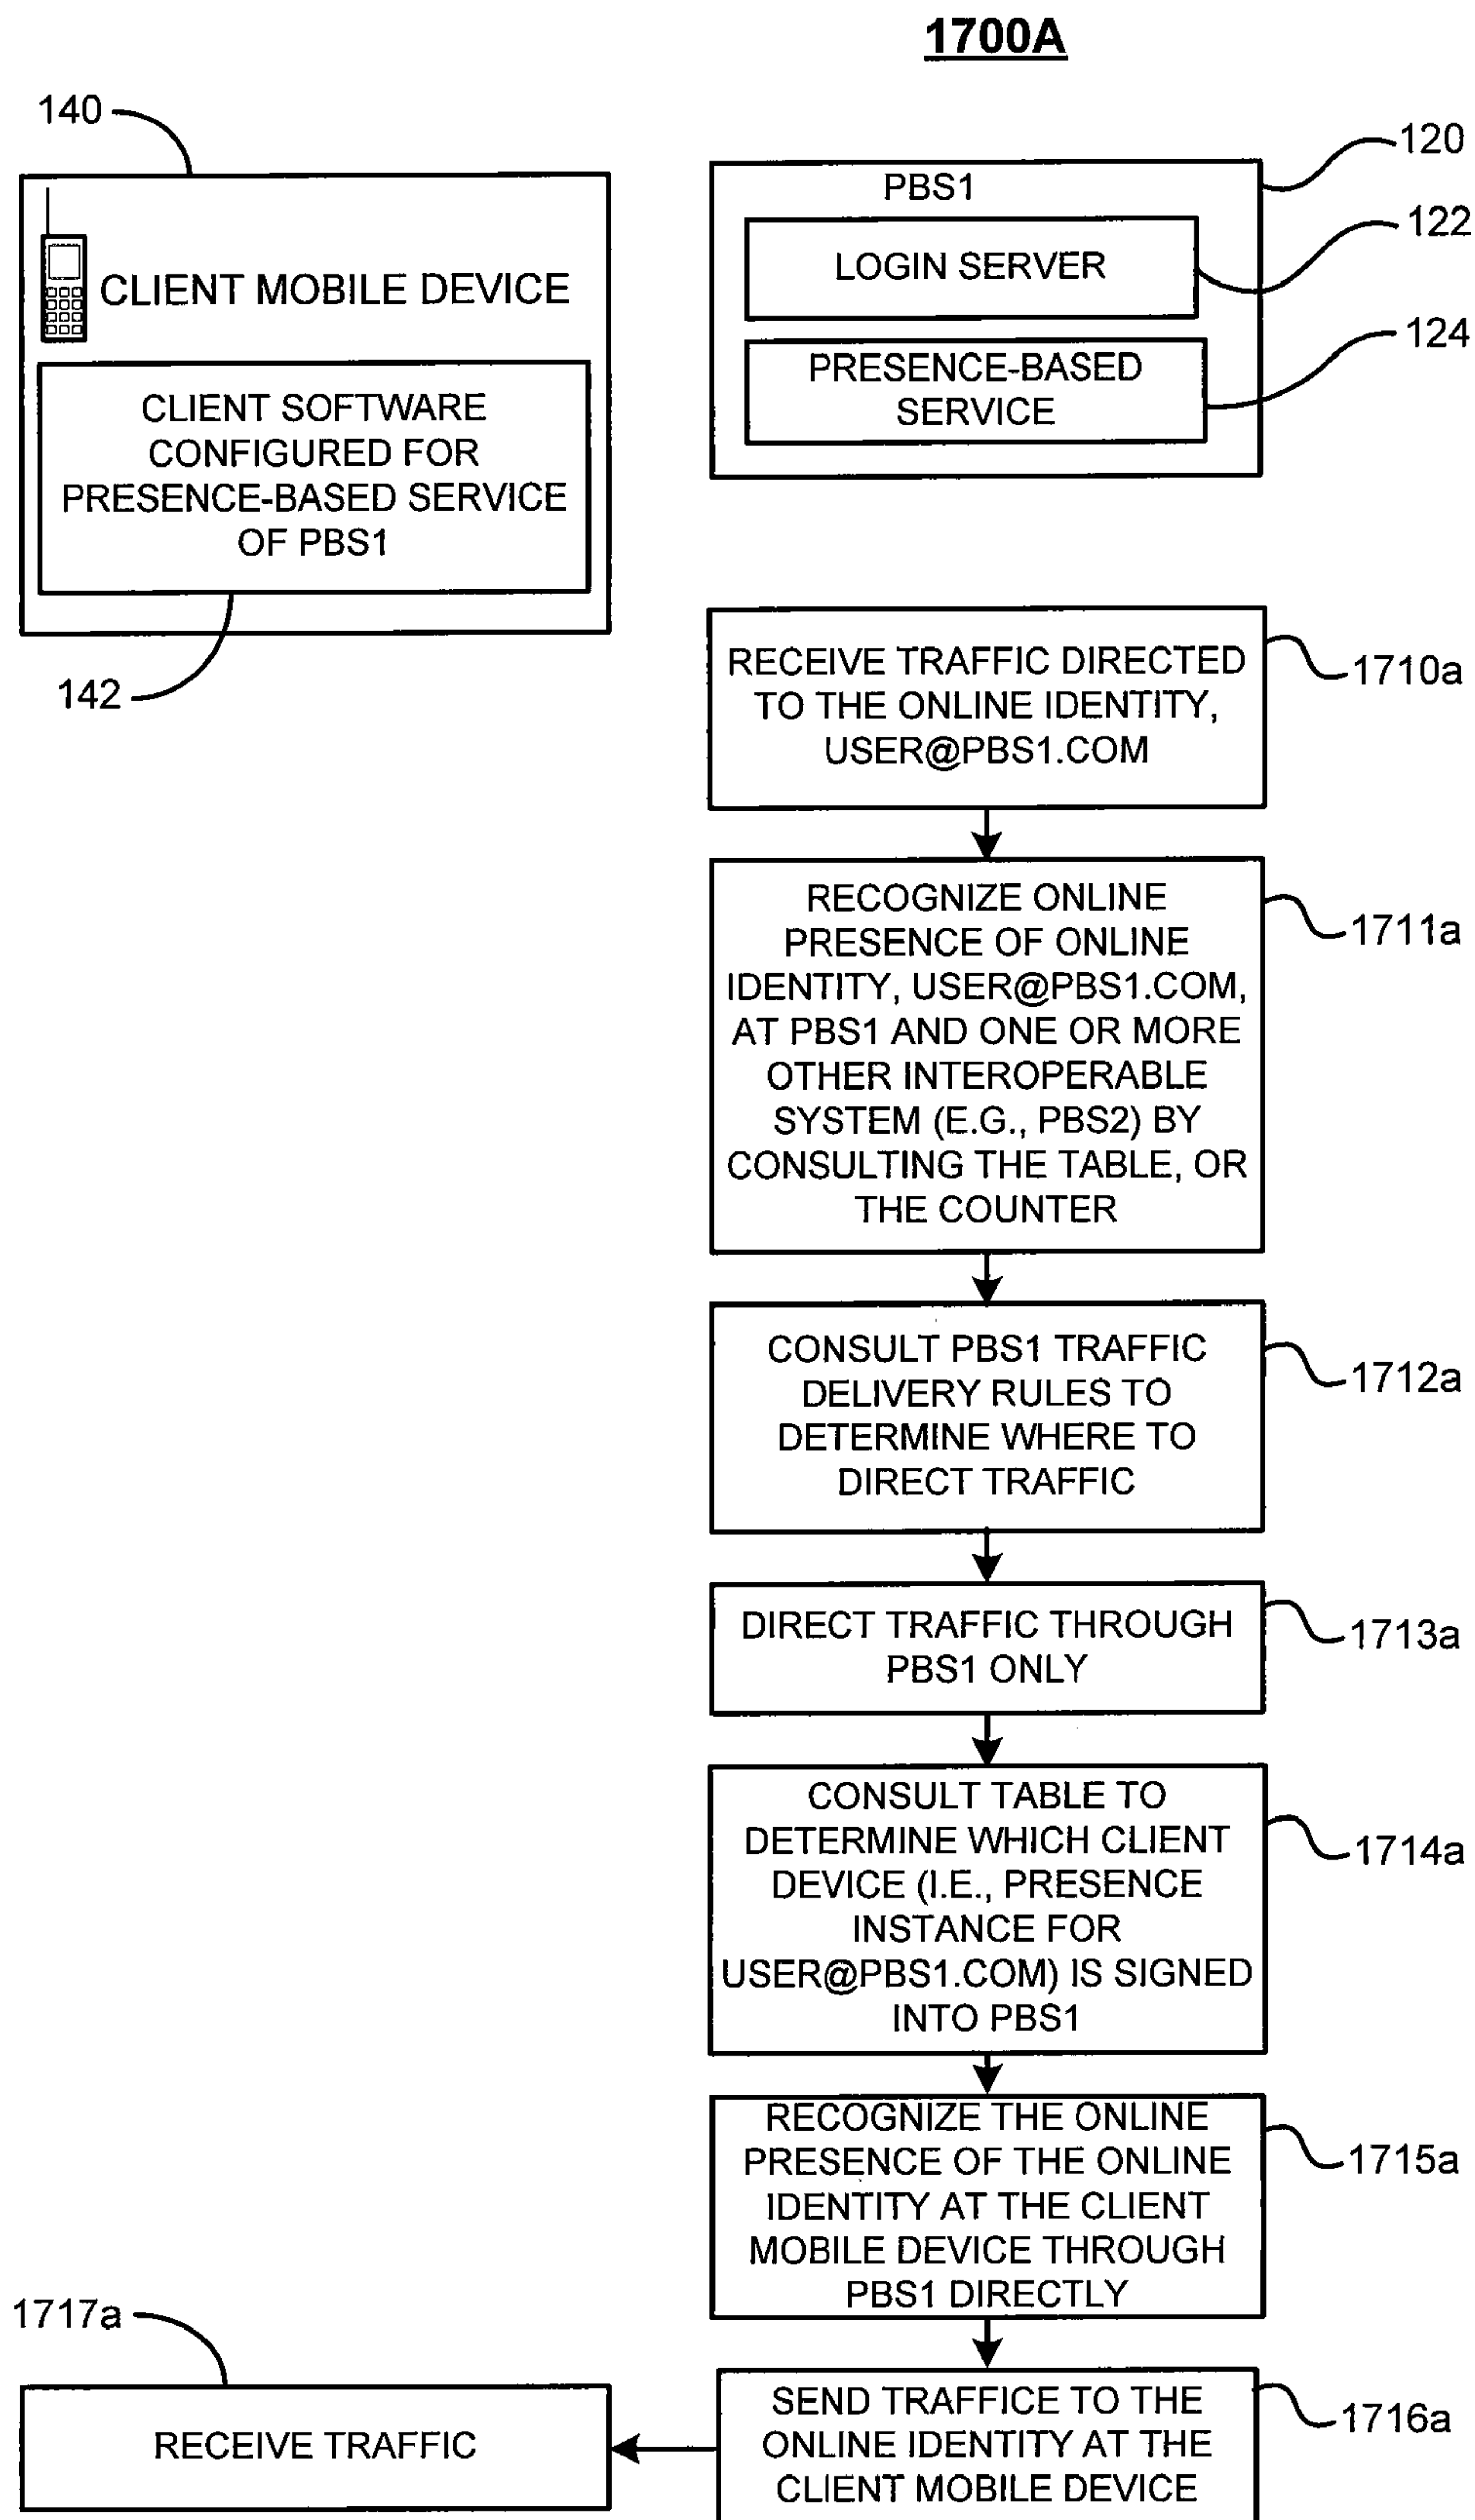 1700A
140
120
PBS1
122
LOGIN SERVER
CLIENT MOBILE DEVICE
124
PRESENCE-BASED
SERVICE
CLIENT SOFTWARE
CONFIGURED FOR
PRESENCE-BASED SERVICE
OF PBS1
142
RECEIVE TRAFFIC DIRECTED
TO THE ONLINE IDENTITY,
USER@PBS1.COM
1710a
RECOGNIZE ONLINE
PRESENCE OF ONLINE
IDENTITY, USER@PBS1.COM,
AT PBS1 AND ONE OR MORE
OTHER INTEROPERABLE
SYSTEM (E.G., PBS2) BY
CONSULTING THE TABLE, OR
THE COUNTER
1711a
CONSULT PBS1 TRAFFIC
DELIVERY RULES TO
DETERMINE WHERE TO
DIRECT TRAFFIC
1712a
DIRECT TRAFFIC THROUGH
PBS1 ONLY
1713a
CONSULT TABLE TO
DETERMINE WHICH CLIENT
DEVICE (I.E., PRESENCE
INSTANCE FOR
USER@PBS1.COM) IS SIGNED
INTO PBS1
1714a
RECOGNIZE THE ONLINE
PRESENCE OF THE ONLINE
IDENTITY AT THE CLIENT
MOBILE DEVICE THROUGH
PBS1 DIRECTLY
1715a
1717a
RECEIVE TRAFFIC
SEND TRAFFICE TO THE
ONLINE IDENTITY AT THE
CLIENT MOBILE DEVICE
1716a